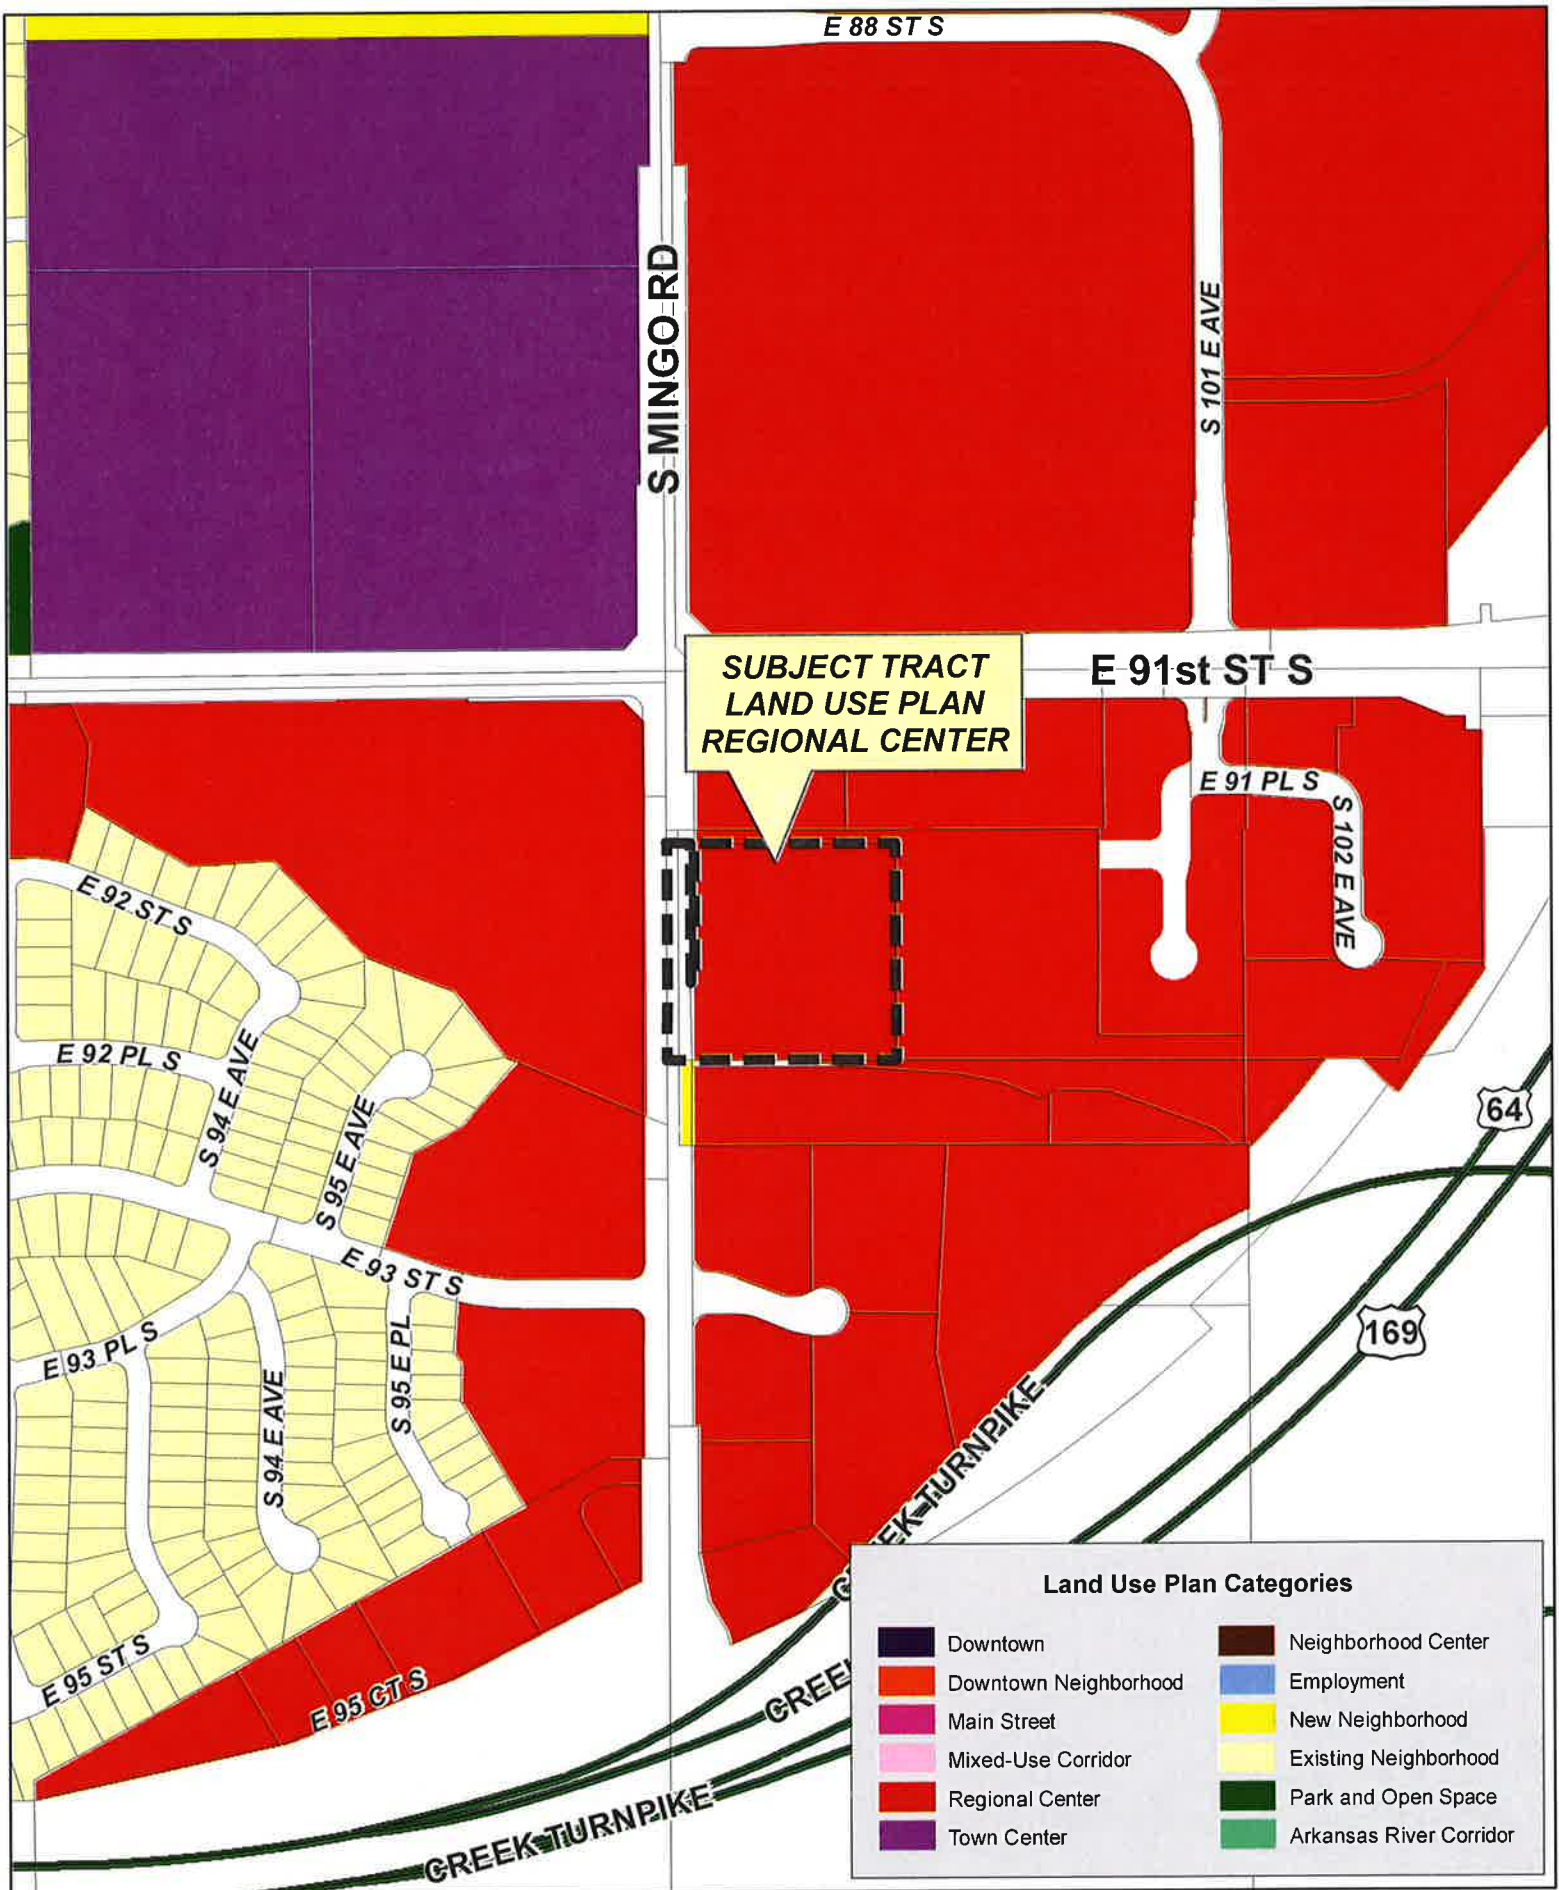 E 88 ST S
S MINGO RD
S 101 E AVE
SUBJECT TRACT
LAND USE PLAN
REGIONAL CENTER
E 91st ST S
E 91 PL S
S 102 E AVE
E 92 ST S
E 92 PL S
S 94 E AVE
S 95 E AVE
E 93 ST S
E 93 PL S
S 94 E AVE
S 95 E PL
E 95 ST S
E 95 CT S
64
169
CREEK TURNPIKE
CREEK
CREEK TURNPIKE
Land Use Plan Categories
Downtown
Downtown Neighborhood
Main Street
Mixed-Use Corridor
Regional Center
Town Center
Neighborhood Center
Employment
New Neighborhood
Existing Neighborhood
Park and Open Space
Arkansas River Corridor